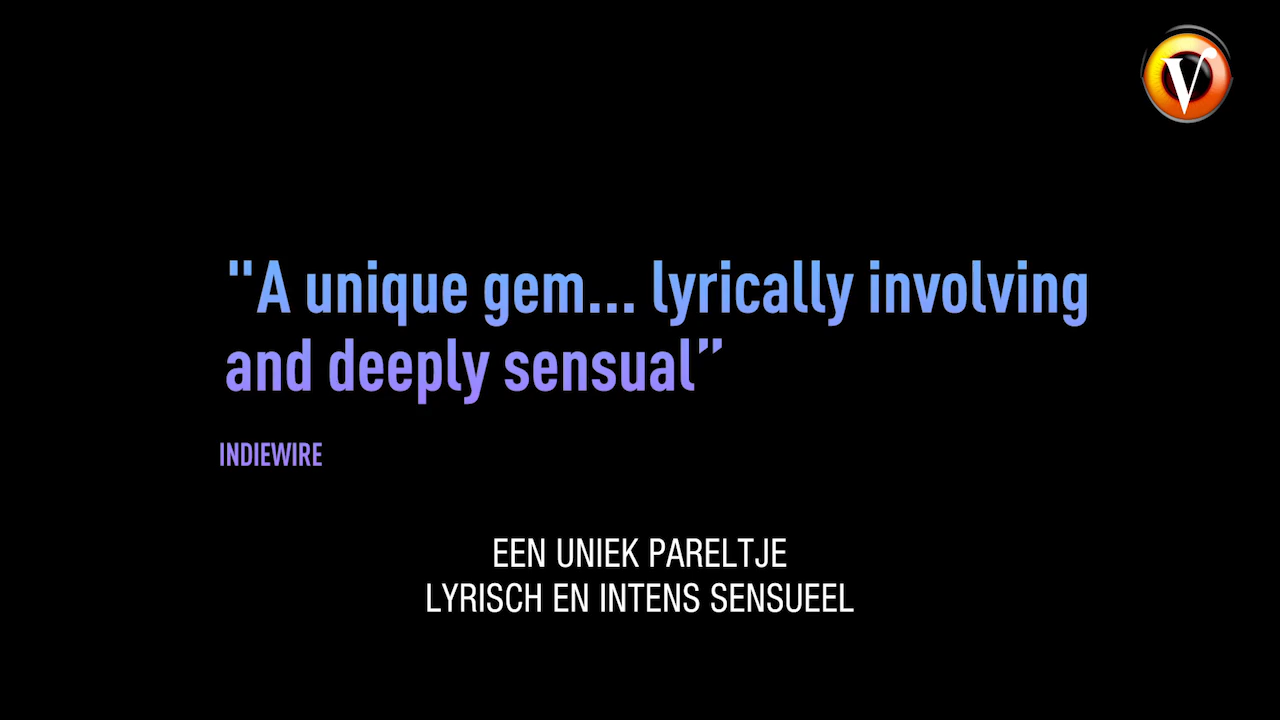 V
"A unique gem... lyrically involving
and deeply sensual”
INDIEWIRE
EEN UNIEK PARELTJE
LYRISCH EN INTENS SENSUEEL